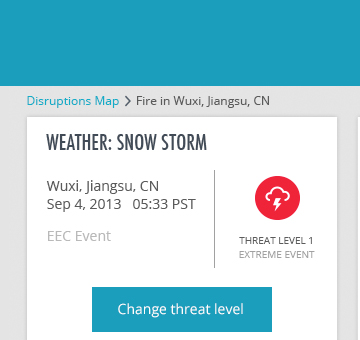 Disruptions Map > Fire in Wuxi, Jiangsu, CN
WEATHER: SNOW STORM
Wuxi, Jiangsu, CN
Sep 4, 2013 05:33 PST
EEC Event
THREAT LEVEL 1
EXTREME EVENT
Change threat level